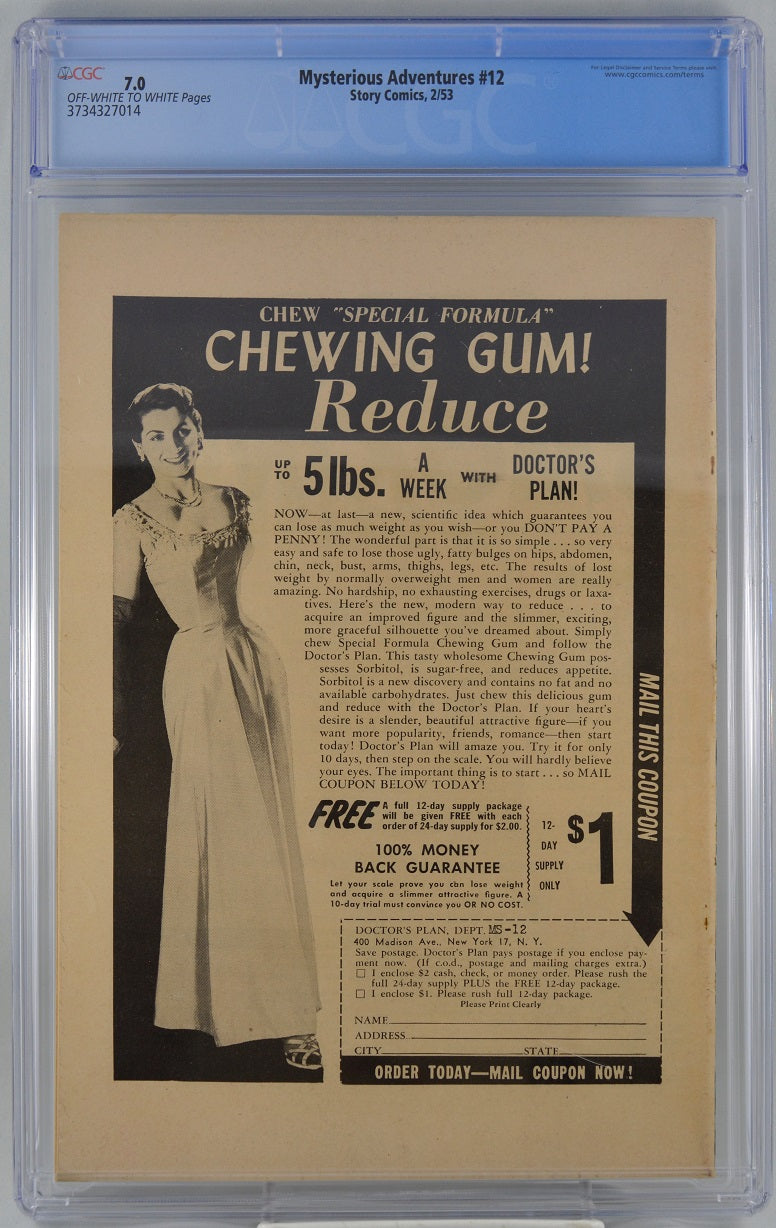 CGC
7.0
OFF-WHITE TO WHITE Pages
3734327014
Mysterious Adventures #12
Story Comics, 2/53
For Legal Disclaimer and Service Terms please visit:
www.cgccomics.com/terms
CGC
CHEW "SPECIAL FORMULA"
CHEWING GUM!
Reduce
UP TO 5 lbs. A WEEK WITH DOCTOR'S PLAN!
NOW—at last—a new, scientific idea which guarantees you
can lose as much weight as you wish—or you DON'T PAY A
PENNY! The wonderful part is that it is so simple . . . so very
easy and safe to lose those ugly, fatty bulges on hips, abdomen,
chin, neck, bust, arms, thighs, legs, etc. The results of lost
weight by normally overweight men and women are really
amazing. No hardship, no exhausting exercises, drugs or laxa-
tives. Here's the new, modern way to reduce . . . to
acquire an improved figure and the slimmer, exciting,
more graceful silhouette you've dreamed about. Simply
chew Special Formula Chewing Gum and follow the
Doctor's Plan. This tasty wholesome Chewing Gum pos-
sesses Sorbitol, is sugar-free, and reduces appetite.
Sorbitol is a new discovery and contains no fat and no
available carbohydrates. Just chew this delicious gum
and reduce with the Doctor's Plan. If your heart's
desire is a slender, beautiful attractive figure—if you
want more popularity, friends, romance—then start
today! Doctor's Plan will amaze you. Try it for only
10 days, then step on the scale. You will hardly believe
your eyes. The important thing is to start . . . so MAIL
COUPON BELOW TODAY!
FREE A full 12-day supply package
will be given FREE with each
order of 24-day supply for $2.00.
100% MONEY
BACK GUARANTEE
Let your scale prove you can lose weight
and acquire a slimmer attractive figure. A
10-day trial must convince you OR NO COST.
12-
DAY
SUPPLY
ONLY
$1
MAIL THIS COUPON
DOCTOR'S PLAN, DEPT. MS-12
400 Madison Ave., New York 17, N. Y.
Save postage. Doctor's Plan pays postage if you enclose pay-
ment now. (If c.o.d., postage and mailing charges extra.)
I enclose $2 cash, check, or money order. Please rush the
full 24-day supply PLUS the FREE 12-day package.
I enclose $1. Please rush full 12-day package.
Please Print Clearly
NAME
ADDRESS
CITY STATE
ORDER TODAY—MAIL COUPON NOW!